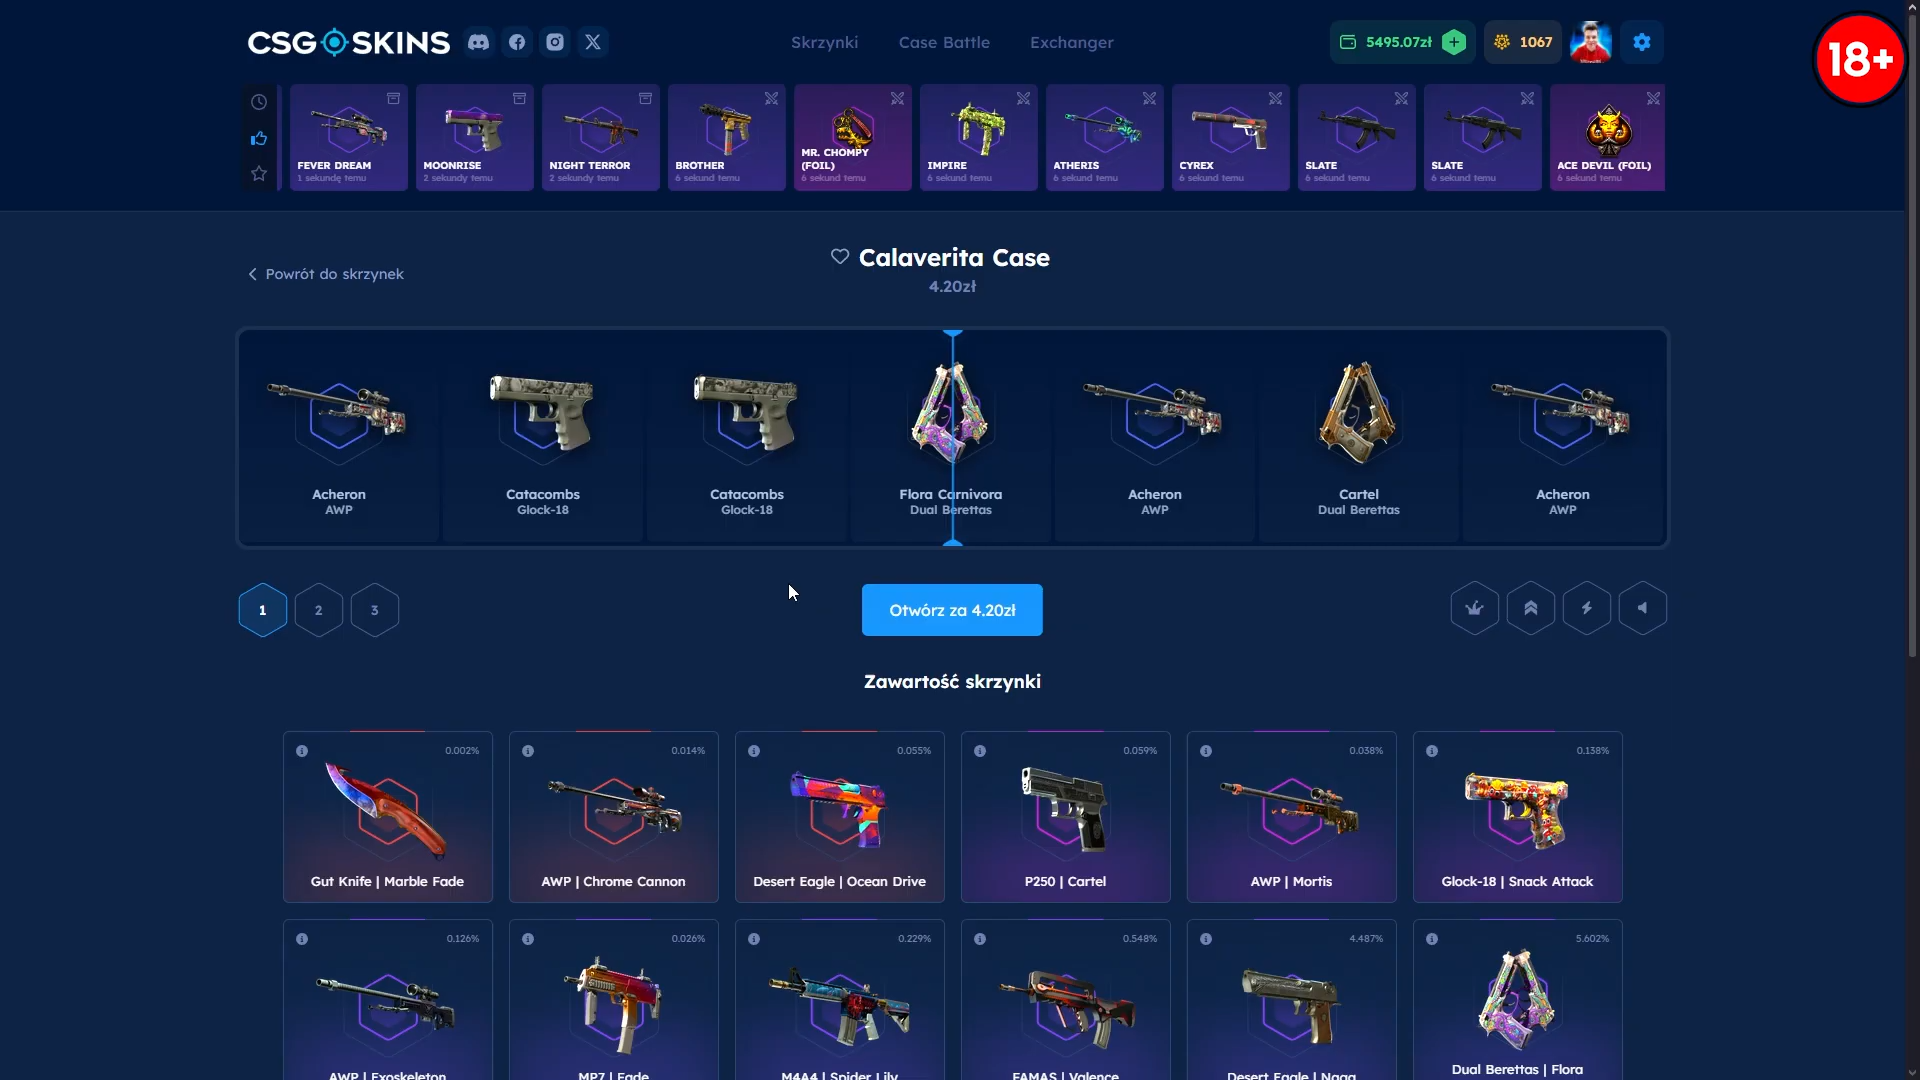 CSG SKINS
Skrzynki
Case Battle
Exchanger
5495.07zł
1067
18+
FEVER DREAM
1 sekundę temu
MOONRISE
2 sekundy temu
NIGHT TERROR
2 sekundy temu
BROTHER
6 sekund temu
MR. CHOMPY
(FOIL)
6 sekund temu
IMPIRE
6 sekund temu
ATHERIS
6 sekund temu
CYREX
6 sekund temu
SLATE
6 sekund temu
SLATE
6 sekund temu
ACE DEVIL (FOIL)
6 sekund temu
Powrót do skrzynek
Calaverita Case
4.20zł
Acheron
AWP
Catacombs
Glock-18
Catacombs
Glock-18
Flora Carnivora
Dual Berettas
Acheron
AWP
Cartel
Dual Berettas
Acheron
AWP
1
2
3
Otwórz za 4.20zł
Zawartość skrzynki
0.002%
Gut Knife | Marble Fade
0.014%
AWP | Chrome Cannon
0.055%
Desert Eagle | Ocean Drive
0.059%
P250 | Cartel
0.038%
AWP | Mortis
0.138%
Glock-18 | Snack Attack
0.126%
AWP | Exoskeleton
0.026%
MP7 | Fade
0.229%
M4A4 | Spider Lily
0.548%
FAMAS | Valence
4.487%
Desert Eagle | Naga
5.602%
Dual Berettas | Flora